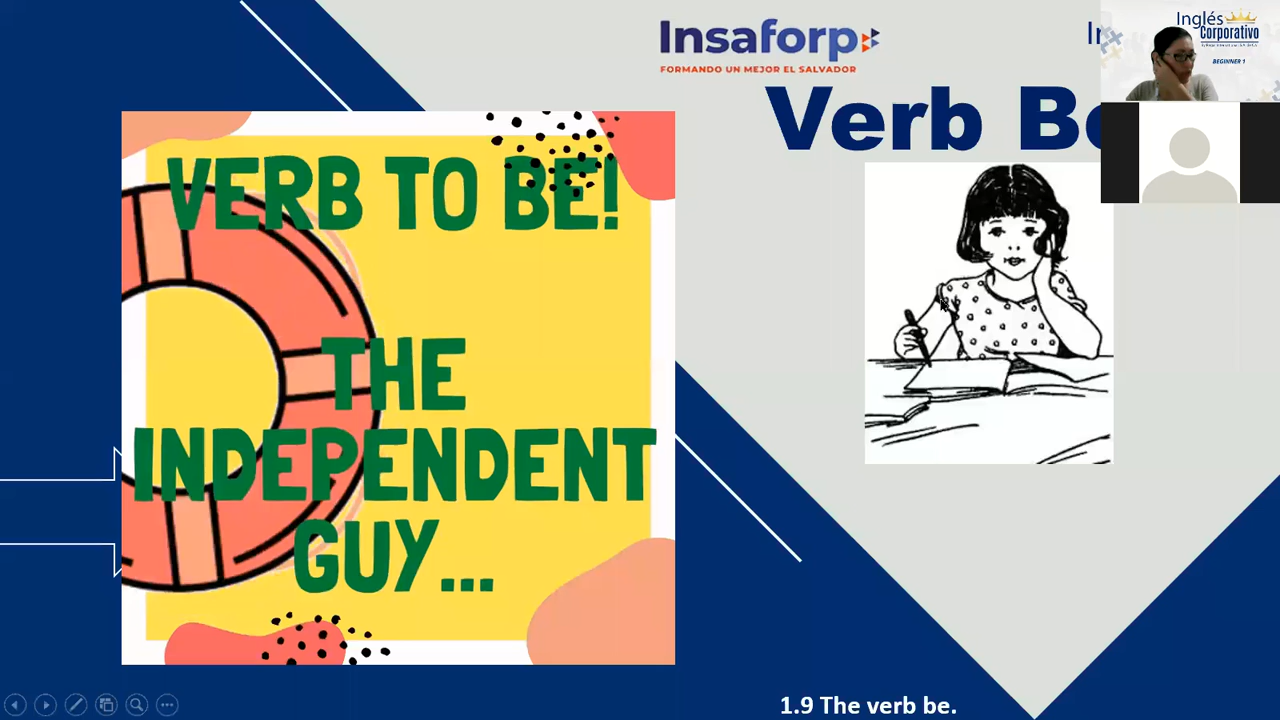 Insaforp
FORMANDO UN MEJOR EL SALVADOR
Inglés
Corporativo
BEGINNER 1
Verb Be
VERB TO BE!
THE
INDEPENDENT
GUY...
1.9 The verb be.